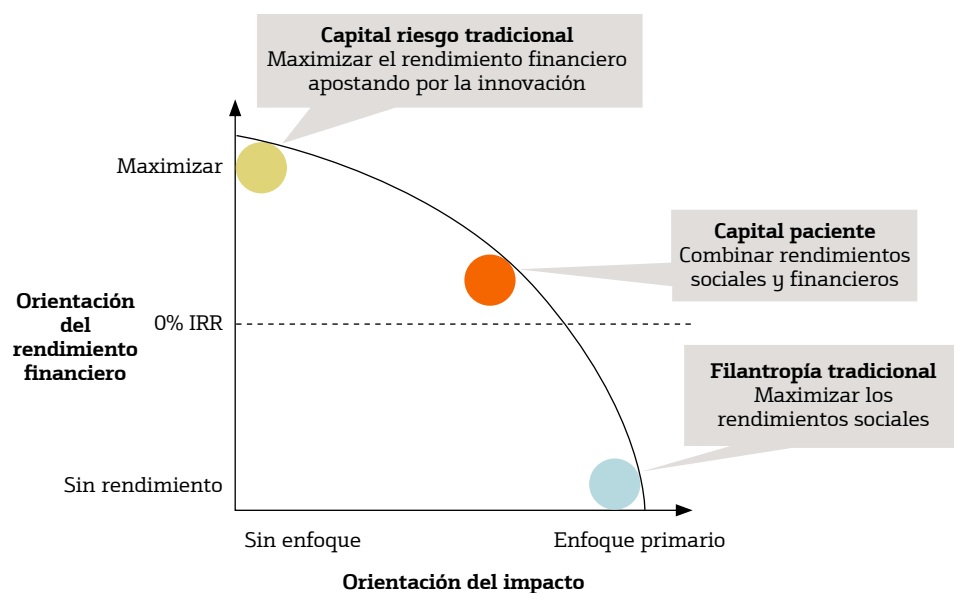 Capital riesgo tradicional
Maximizar el rendimiento financiero
apostando por la innovación
Maximizar
Capital paciente
Combinar rendimientos
sociales y financieros
Orientación
del
rendimiento
financiero
0% IRR
Filantropía tradicional
Maximizar los
rendimientos sociales
Sin rendimiento
Sin enfoque
Enfoque primario
Orientación del impacto